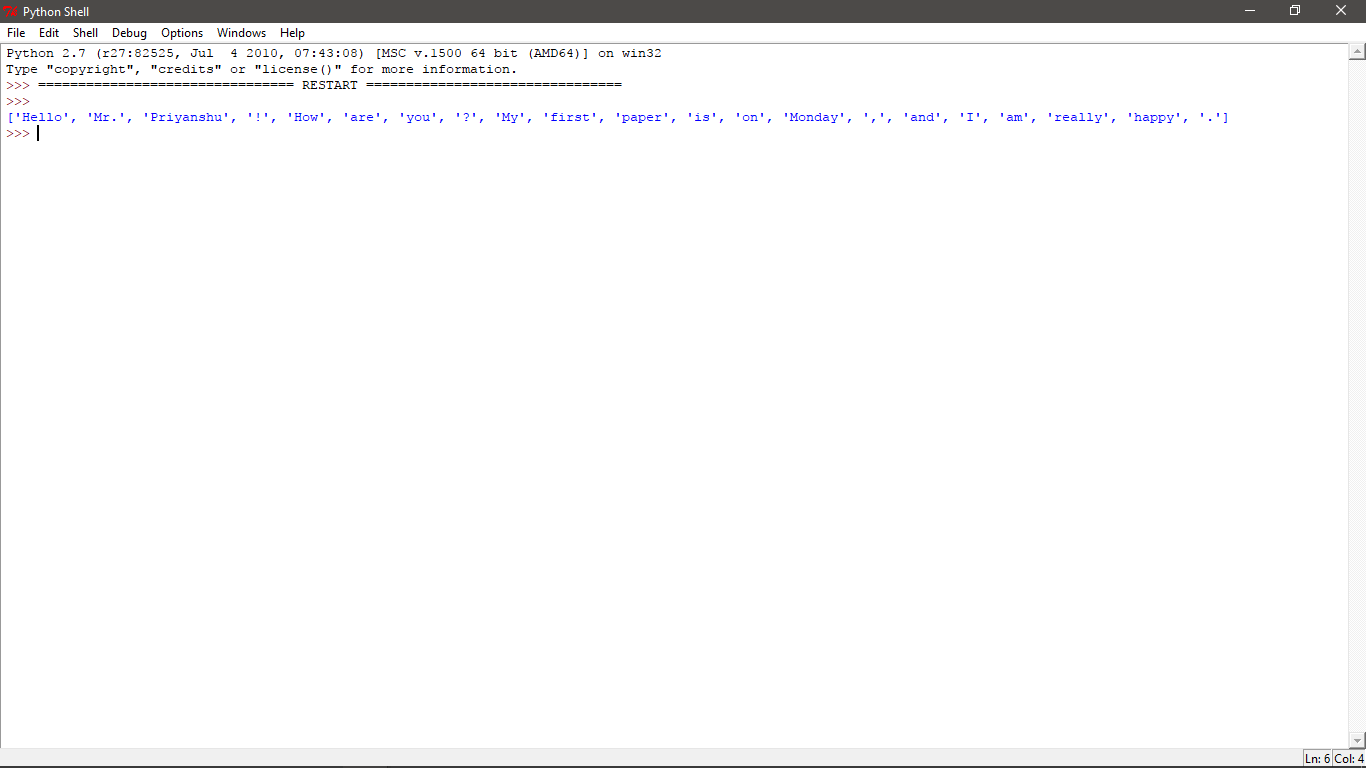 Python Shell
File Edit Shell Debug Options Windows Help
Python 2.7 (r27:82525, Jul  4 2010, 07:43:08) [MSC v.1500 64 bit (AMD64)] on win32
Type "copyright", "credits" or "license()" for more information.
>>> ================================ RESTART ================================
>>>
['Hello', 'Mr.', 'Priyanshu', '!', 'How', 'are', 'you', '?', 'My', 'first', 'paper', 'is', 'on', 'Monday', ',', 'and', 'I', 'am', 'really', 'happy', '.']
>>>
Ln: 6 Col: 4